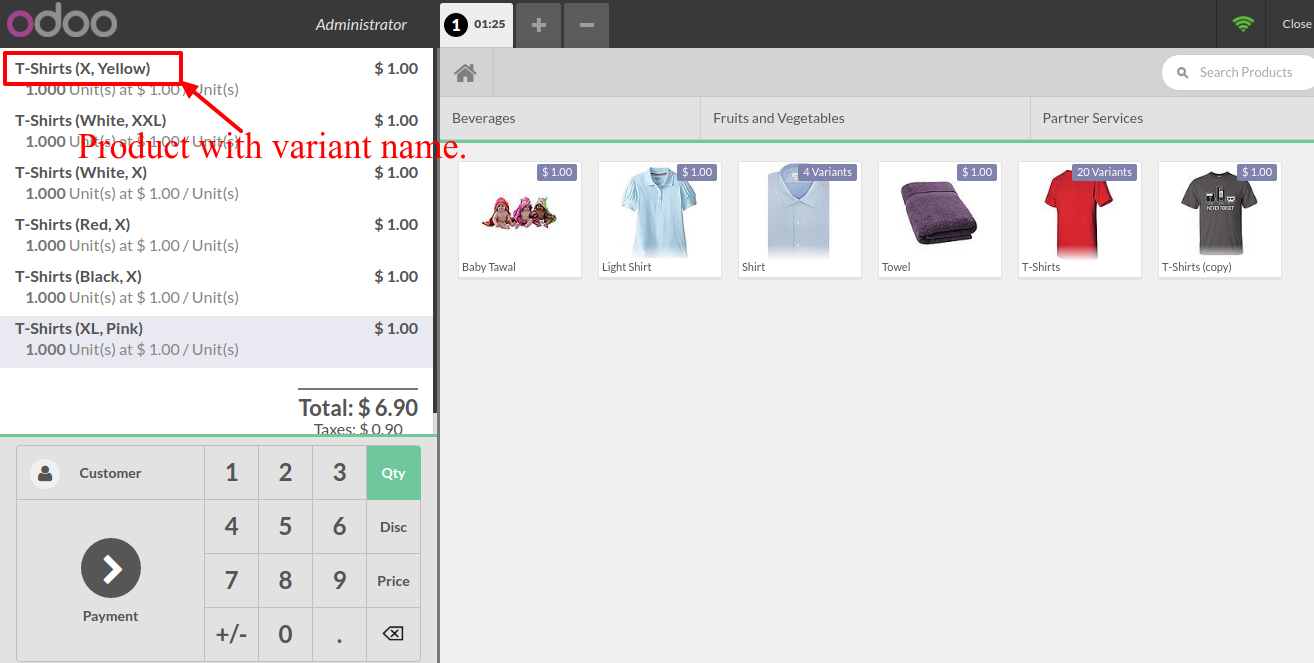 odoo
Administrator
1 01:25
Close
T-Shirts (X, Yellow) $ 1.00
1.000 Unit(s) at $ 1.00 / Unit(s)
T-Shirts (White, XXL) $ 1.00
1.000 Unit(s) at $ 1.00 / Unit(s)
Product with variant name.
T-Shirts (White, X) $ 1.00
1.000 Unit(s) at $ 1.00 / Unit(s)
T-Shirts (Red, X) $ 1.00
1.000 Unit(s) at $ 1.00 / Unit(s)
T-Shirts (Black, X) $ 1.00
1.000 Unit(s) at $ 1.00 / Unit(s)
T-Shirts (XL, Pink) $ 1.00
1.000 Unit(s) at $ 1.00 / Unit(s)
Total: $ 6.90
Taxes: $ 0.90
Customer
Payment
1 2 3 Qty
4 5 6 Disc
7 8 9 Price
+/- 0 .
Search Products
Beverages
Fruits and Vegetables
Partner Services
$ 1.00
Baby Tawal
$ 1.00
Light Shirt
4 Variants
Shirt
$ 1.00
Towel
20 Variants
T-Shirts
$ 1.00
NEVER FORGET
T-Shirts (copy)